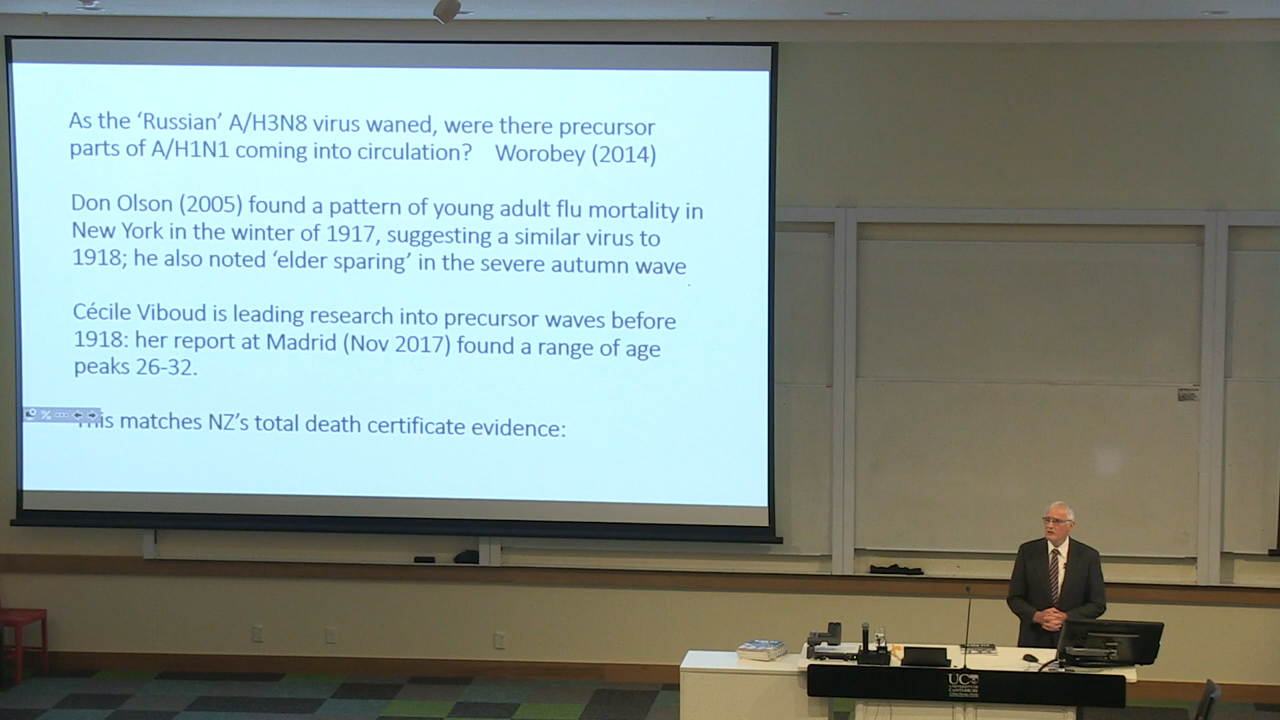 As the ‘Russian’ A/H3N8 virus waned, were there precursor
parts of A/H1N1 coming into circulation? Worobey (2014)
Don Olson (2005) found a pattern of young adult flu mortality in
New York in the winter of 1917, suggesting a similar virus to
1918; he also noted ‘elder sparing’ in the severe autumn wave
Cécile Viboud is leading research into precursor waves before
1918: her report at Madrid (Nov 2017) found a range of age
peaks 26-32.
This matches NZ’s total death certificate evidence:
UC
UNIVERSITY OF
CANTERBURY